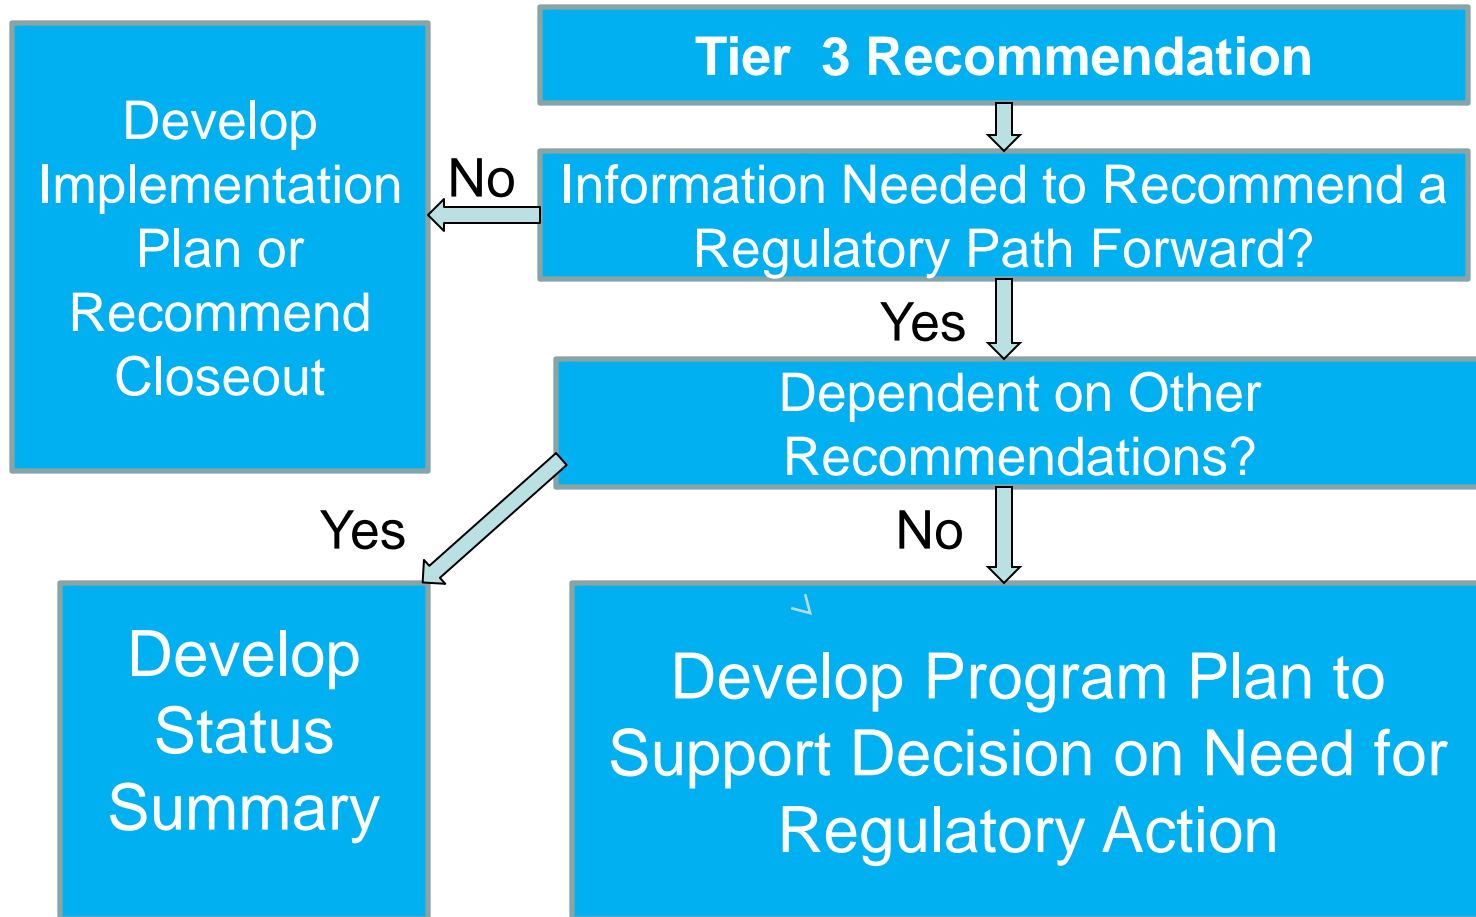 Tier 3 Recommendation
Develop
Implementation
Plan or
Recommend
Closeout
No
Information Needed to Recommend a
Regulatory Path Forward?
Yes
Dependent on Other
Recommendations?
Yes
No
Develop
Status
Summary
Develop Program Plan to
Support Decision on Need for
Regulatory Action